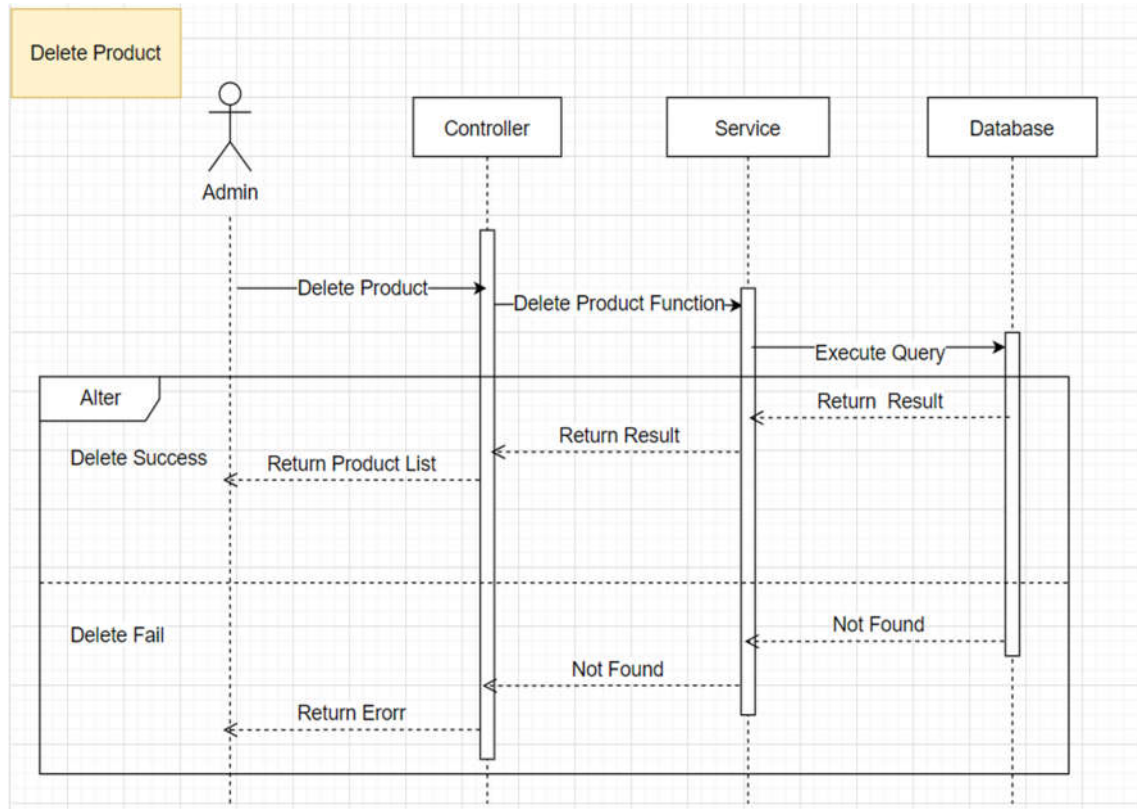 Delete Product
Admin
Controller
Service
Database
Delete Product
Delete Product Function
Execute Query
Alter
Return Result
Return Result
Delete Success
Return Product List
Delete Fail
Not Found
Not Found
Return Erorr